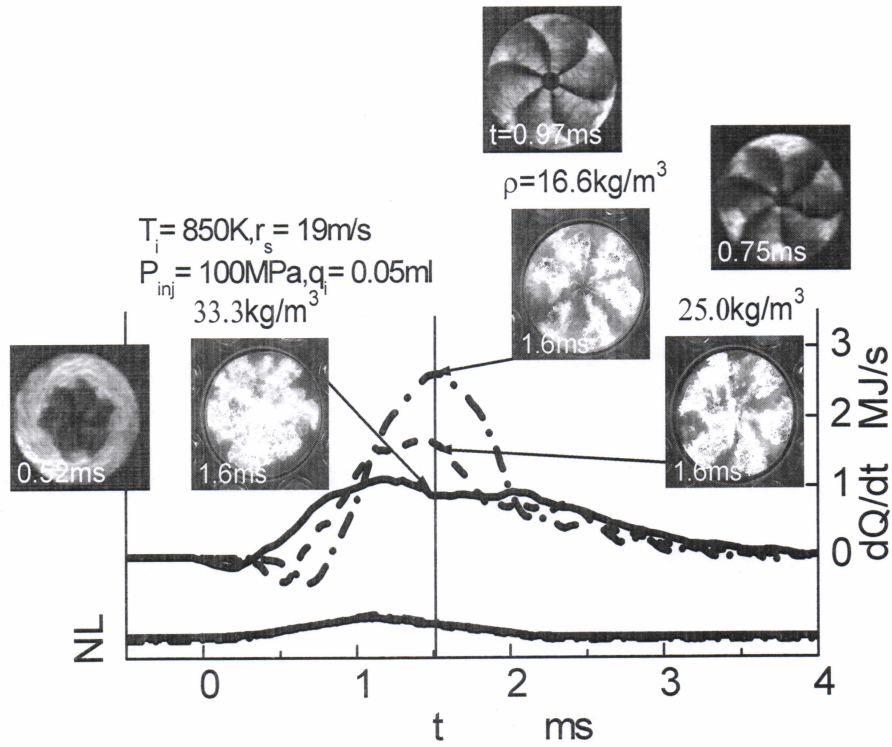 t=0.97ms
ρ=16.6kg/m³
0.75ms
Tᵢ= 850K,rₛ= 19m/s
Pᵢₙⱼ= 100MPa,qᵢ= 0.05ml
33.3kg/m³
25.0kg/m³
0.52ms
1.6ms
1.6ms
1.6ms
3
2
1
0
dQ/dt MJ/s
NL
0 1 2 3 4
t ms